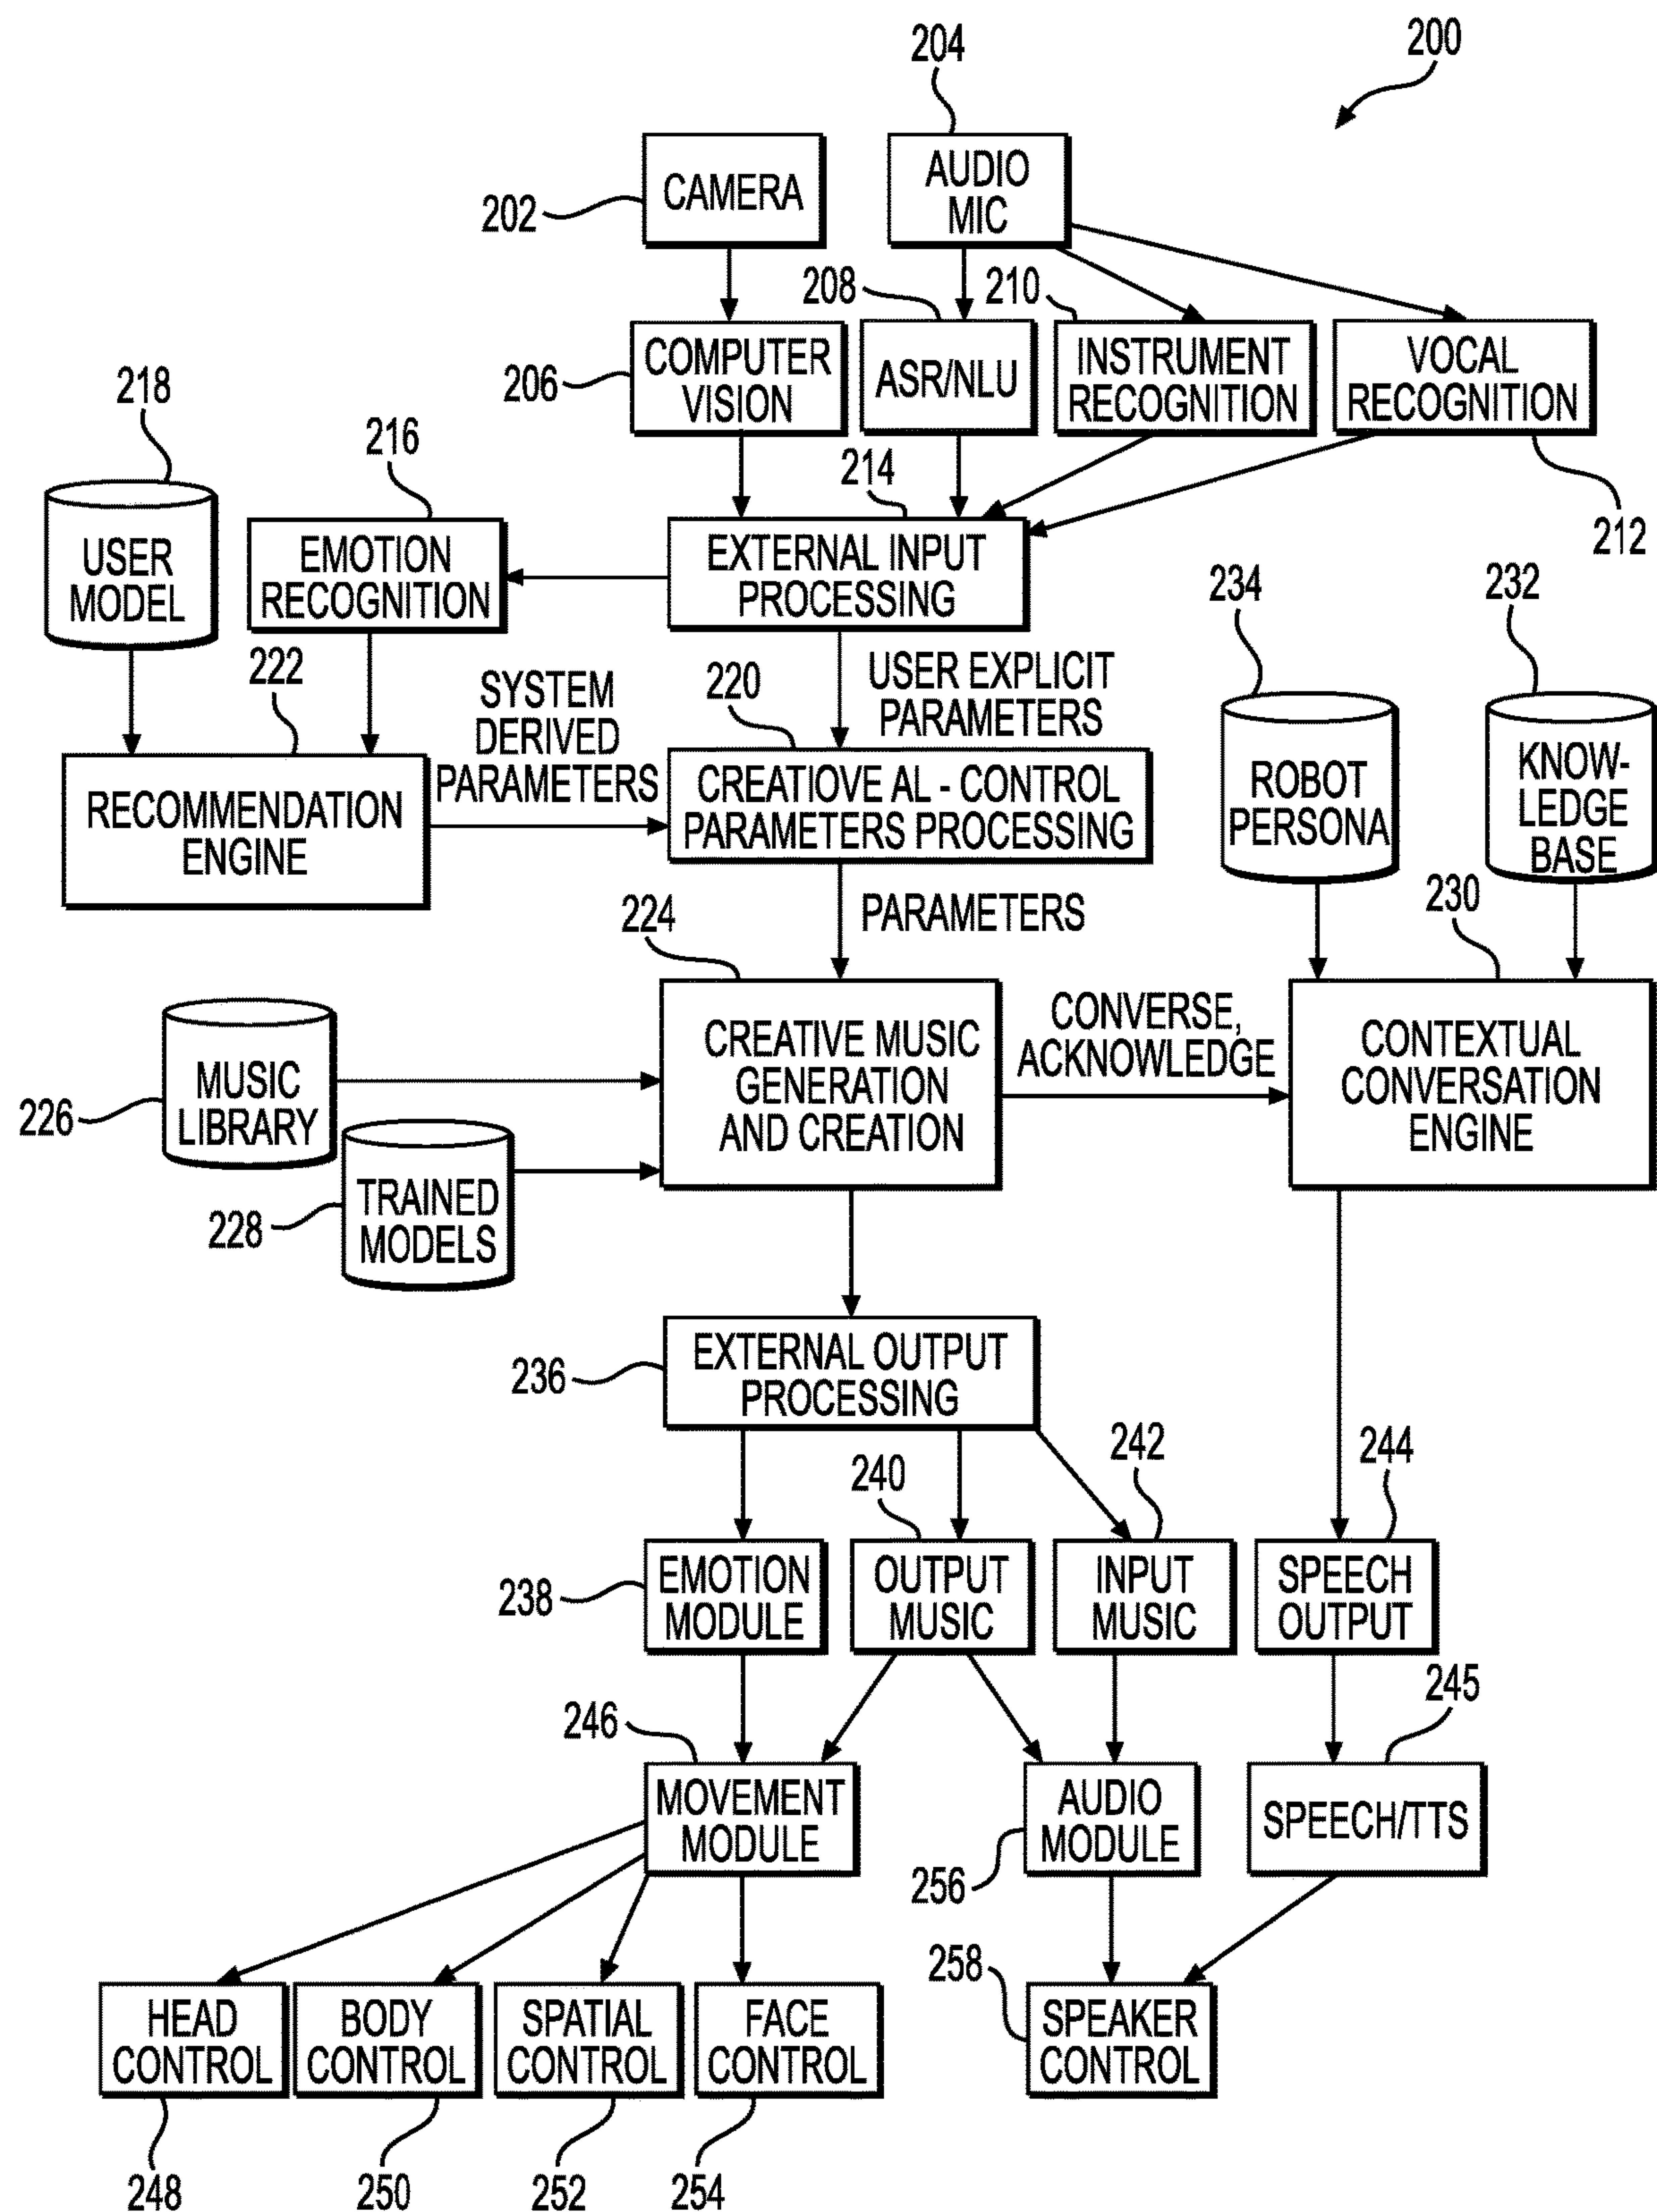 200
204
CAMERA
AUDIO
MIC
202
208
210
COMPUTER
VISION
ASR/NLU
INSTRUMENT
RECOGNITION
VOCAL
RECOGNITION
206
218
216
214
212
USER
MODEL
EMOTION
RECOGNITION
EXTERNAL INPUT
PROCESSING
234
232
222
SYSTEM
DERIVED
PARAMETERS
220
USER EXPLICIT
PARAMETERS
RECOMMENDATION
ENGINE
CREATIOVE AL - CONTROL
PARAMETERS PROCESSING
ROBOT
PERSONA
KNOW-
LEDGE
BASE
224
PARAMETERS
230
226
MUSIC
LIBRARY
CREATIVE MUSIC
GENERATION
AND CREATION
CONVERSE,
ACKNOWLEDGE
CONTEXTUAL
CONVERSATION
ENGINE
228
TRAINED
MODELS
236
EXTERNAL OUTPUT
PROCESSING
240
242
244
238
EMOTION
MODULE
OUTPUT
MUSIC
INPUT
MUSIC
SPEECH
OUTPUT
246
245
MOVEMENT
MODULE
AUDIO
MODULE
SPEECH/TTS
256
258
HEAD
CONTROL
BODY
CONTROL
SPATIAL
CONTROL
FACE
CONTROL
SPEAKER
CONTROL
248
250
252
254